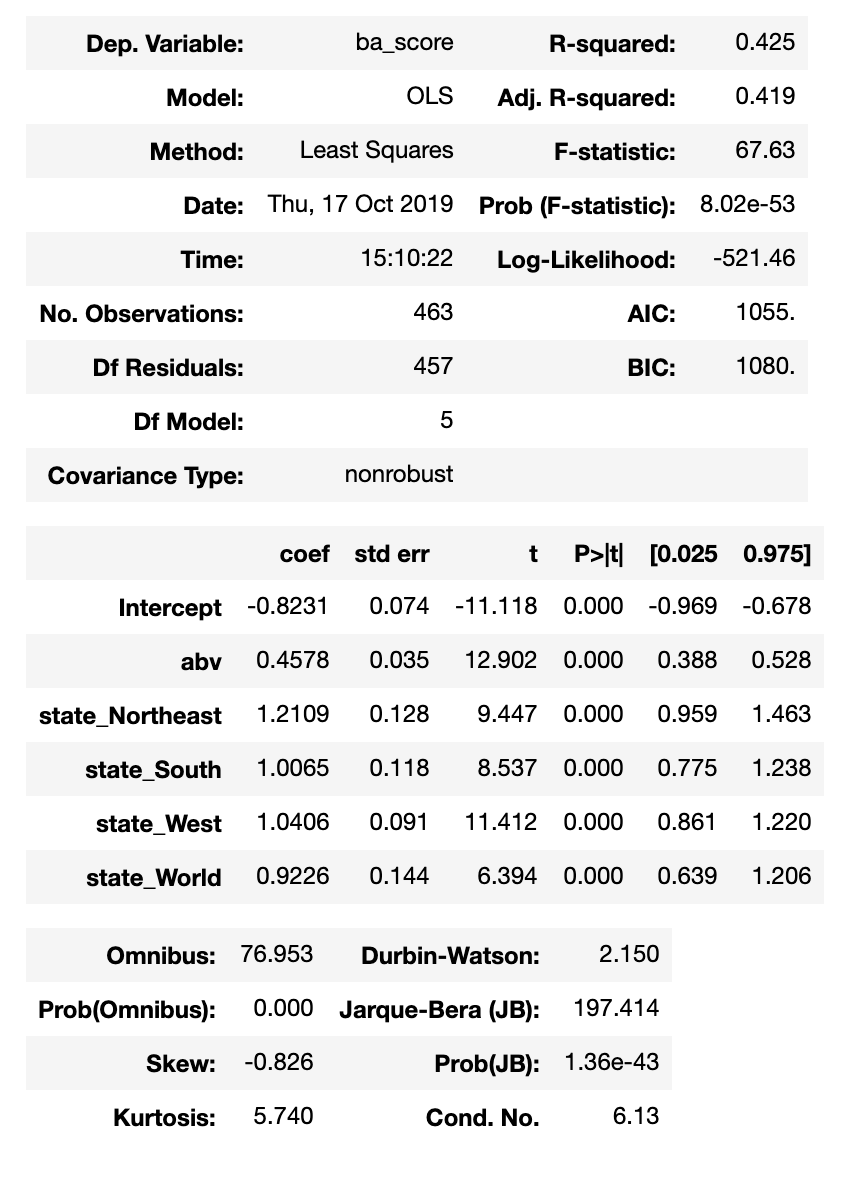 Dep. Variable: ba_score R-squared: 0.425
Model: OLS Adj. R-squared: 0.419
Method: Least Squares F-statistic: 67.63
Date: Thu, 17 Oct 2019 Prob (F-statistic): 8.02e-53
Time: 15:10:22 Log-Likelihood: -521.46
No. Observations: 463 AIC: 1055.
Df Residuals: 457 BIC: 1080.
Df Model: 5
Covariance Type: nonrobust
coef std err t P>|t| [0.025 0.975]
Intercept -0.8231 0.074 -11.118 0.000 -0.969 -0.678
abv 0.4578 0.035 12.902 0.000 0.388 0.528
state_Northeast 1.2109 0.128 9.447 0.000 0.959 1.463
state_South 1.0065 0.118 8.537 0.000 0.775 1.238
state_West 1.0406 0.091 11.412 0.000 0.861 1.220
state_World 0.9226 0.144 6.394 0.000 0.639 1.206
Omnibus: 76.953 Durbin-Watson: 2.150
Prob(Omnibus): 0.000 Jarque-Bera (JB): 197.414
Skew: -0.826 Prob(JB): 1.36e-43
Kurtosis: 5.740 Cond. No. 6.13